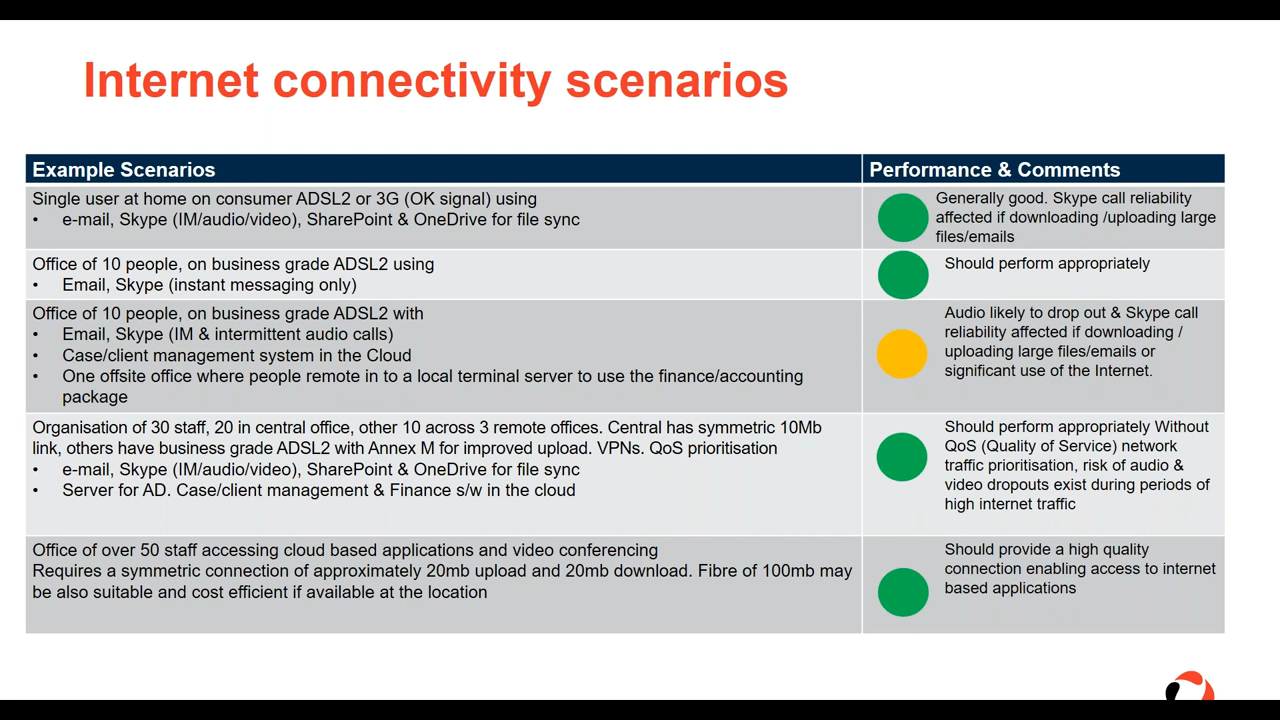 Internet connectivity scenarios
Example Scenarios
Performance & Comments
Single user at home on consumer ADSL2 or 3G (OK signal) using
• e-mail, Skype (IM/audio/video), SharePoint & OneDrive for file sync
Generally good. Skype call reliability
affected if downloading /uploading large
files/emails
Office of 10 people, on business grade ADSL2 using
• Email, Skype (instant messaging only)
Should perform appropriately
Office of 10 people, on business grade ADSL2 with
• Email, Skype (IM & intermittent audio calls)
• Case/client management system in the Cloud
• One offsite office where people remote in to a local terminal server to use the finance/accounting
package
Audio likely to drop out & Skype call
reliability affected if downloading /
uploading large files/emails or
significant use of the Internet.
Organisation of 30 staff, 20 in central office, other 10 across 3 remote offices. Central has symmetric 10Mb
link, others have business grade ADSL2 with Annex M for improved upload. VPNs. QoS prioritisation
• e-mail, Skype (IM/audio/video), SharePoint & OneDrive for file sync
• Server for AD. Case/client management & Finance s/w in the cloud
Should perform appropriately Without
QoS (Quality of Service) network
traffic prioritisation, risk of audio &
video dropouts exist during periods of
high internet traffic
Office of over 50 staff accessing cloud based applications and video conferencing
Requires a symmetric connection of approximately 20mb upload and 20mb download. Fibre of 100mb may
be also suitable and cost efficient if available at the location
Should provide a high quality
connection enabling access to internet
based applications